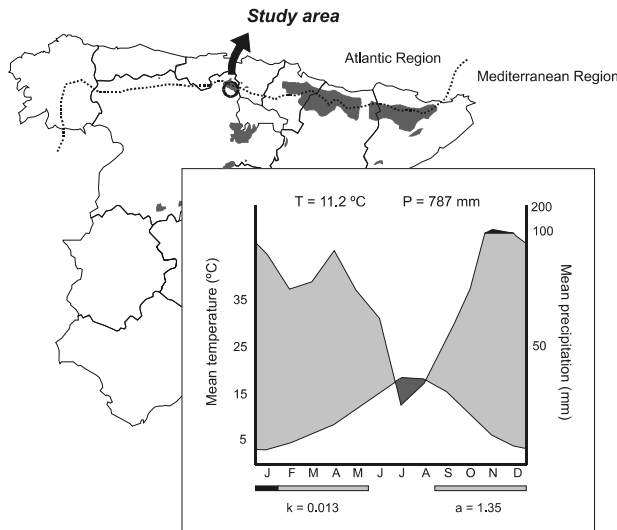 Study area
Atlantic Region
Mediterranean Region
T = 11.2 ºC P = 787 mm
200
100
50
Mean precipitation (mm)
Mean temperature (ºC)
35
25
15
5
J F M A M J J A S O N D
k = 0.013 a = 1.35